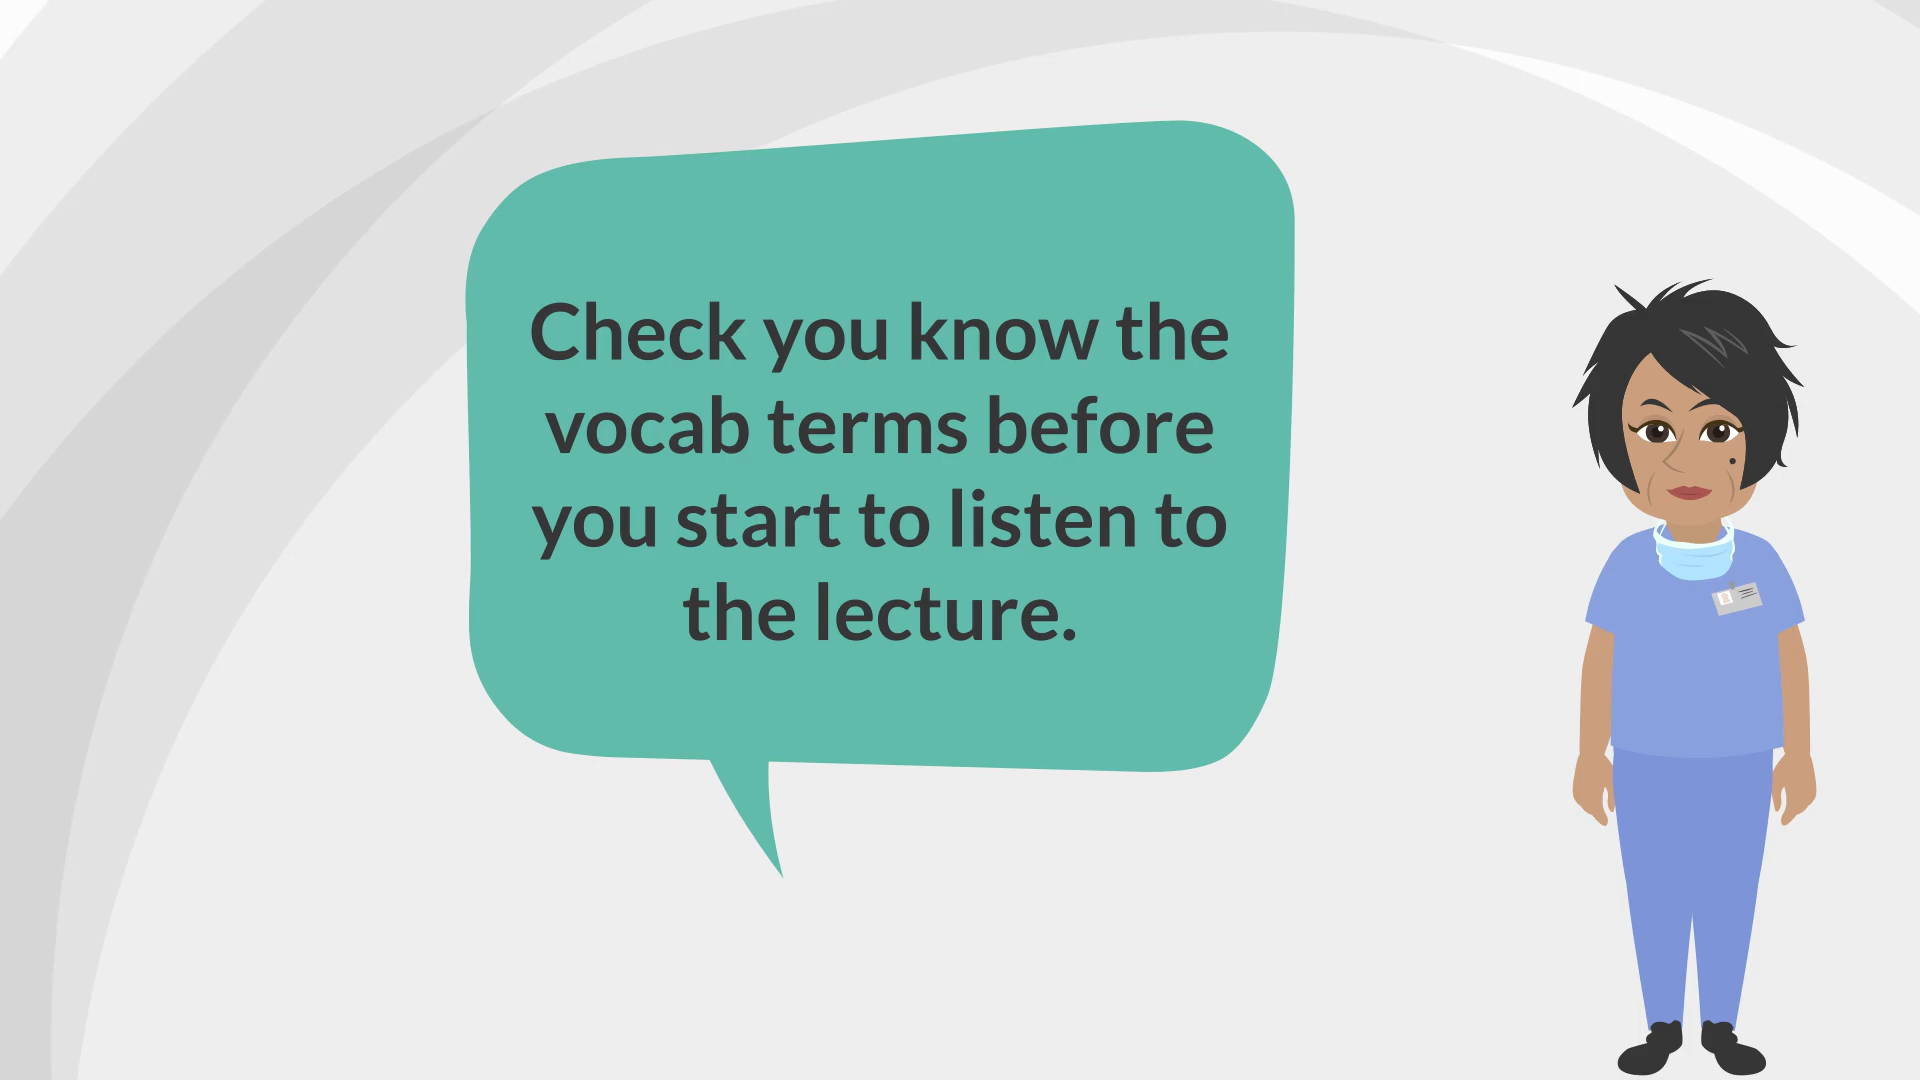 Check you know the
vocab terms before
you start to listen to
the lecture.